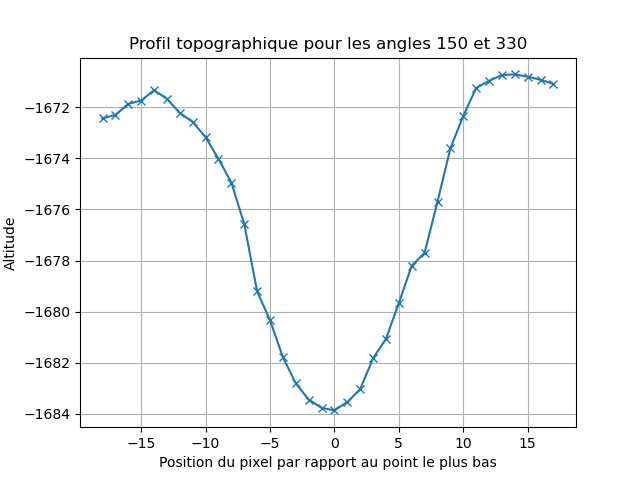 Profil topographique pour les angles 150 et 330
Altitude
−1672
−1674
−1676
−1678
−1680
−1682
−1684
−15 −10 −5 0 5 10 15
Position du pixel par rapport au point le plus bas